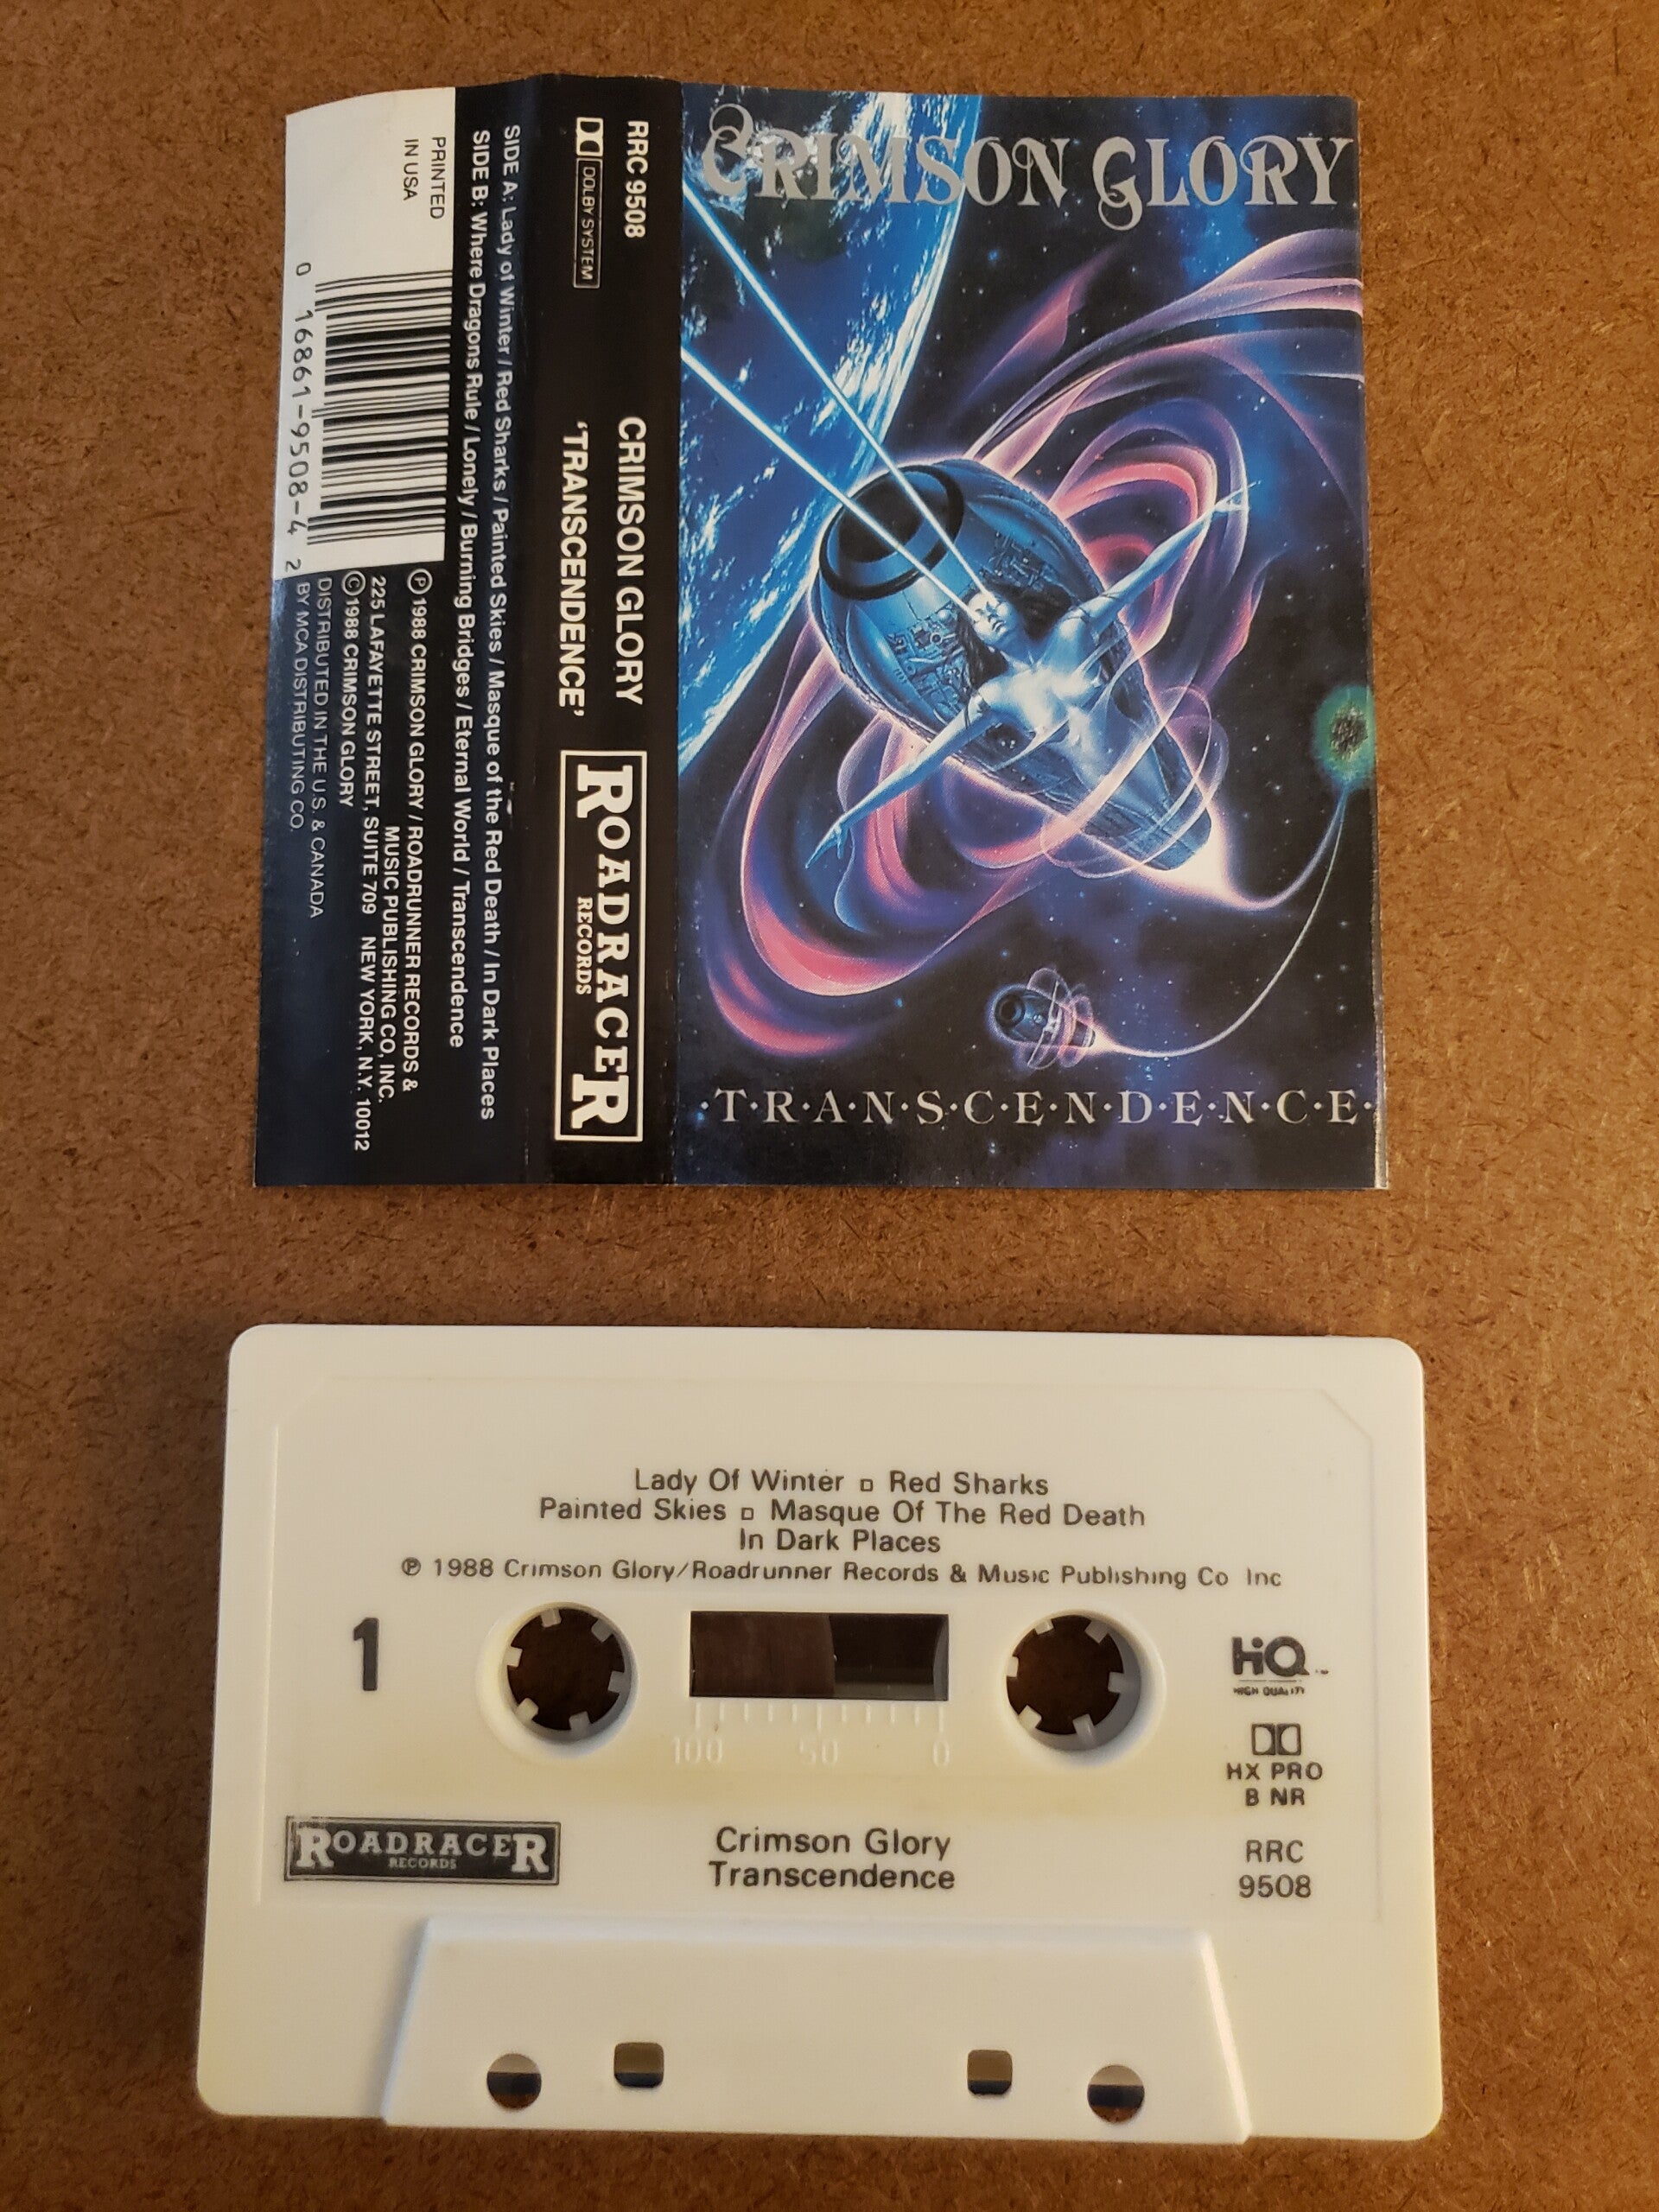 CRIMSON GLORY
·T·R·A·N·S·C·E·N·D·E·N·C·E·
RRC 9508
DOLBY SYSTEM
CRIMSON GLORY
‘TRANSCENDENCE’
ROADRACER
RECORDS
SIDE A: Lady of Winter / Red Sharks / Painted Skies / Masque of the Red Death / In Dark Places
SIDE B: Where Dragons Rule / Lonely / Burning Bridges / Eternal World / Transcendence
PRINTED
IN USA
0 16861-9508-4 2
℗ 1988 CRIMSON GLORY / ROADRUNNER RECORDS &
MUSIC PUBLISHING CO, INC.
225 LAFAYETTE STREET, SUITE 709 NEW YORK, N.Y. 10012
© 1988 CRIMSON GLORY
DISTRIBUTED IN THE U.S. & CANADA
BY MCA DISTRIBUTING CO.
Lady Of Winter ▫ Red Sharks
Painted Skies ▫ Masque Of The Red Death
In Dark Places
℗ 1988 Crimson Glory/Roadrunner Records & Music Publishing Co Inc
1
HiQ
HIGH QUALITY
100 50 0
HX PRO
B NR
ROADRACER
RECORDS
Crimson Glory
Transcendence
RRC
9508